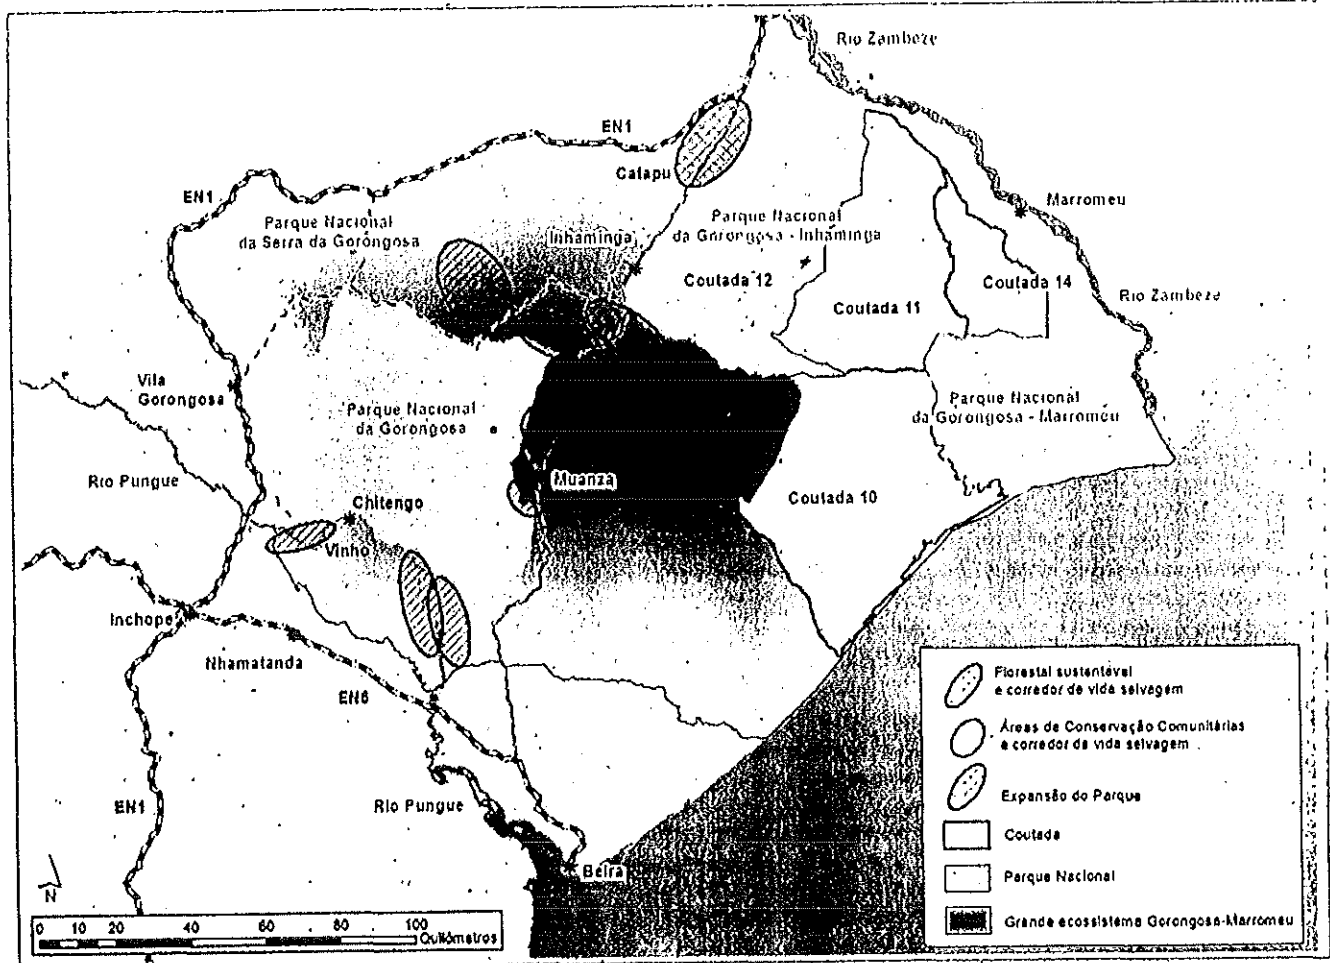 Rio Zambeze
EN1
Catapu
EN1
Marromeu
Parque Nacional
da Serra da Gorongosa
Inhaminga
Parque Nacional
da Gorongosa - Inhaminga
Coutada 12
Coutada 14
Coutada 11
Rio Zambeze
Vila
Gorongosa
Parque Nacional
da Gorongosa
Parque Nacional
da Gorongosa - Marromeu
Rio Pungue
Muanza
Coutada 10
Chitengo
Vinho
Inchope
Nhamatanda
EN6
EN1
Rio Pungue
Beira
Florestal sustentável
e corredor de vida selvagem
Áreas de Conservação Comunitárias
e corredor de vida selvagem
Expansão do Parque
Coutada
Parque Nacional
Grande ecossistema Gorongosa-Marromeu
N
0 10 20 40 60 80 100
Quilômetros